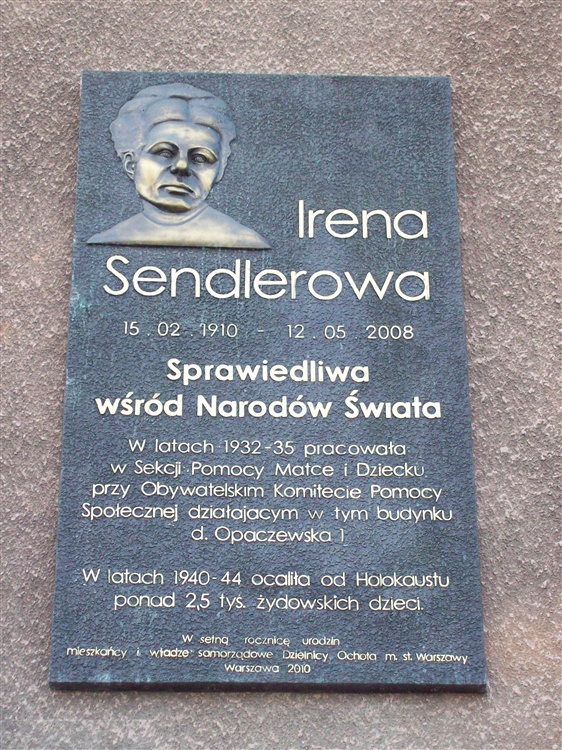 Irena
Sendlerowa
15.02.1910 - 12.05 2008
Sprawiedliwa
wśród Narodów Świata
W latach 1932-35 pracowała
w Sekcji Pomocy Matce i Dziecku
przy Obywatelskim Komitecie Pomocy
Społecznej działającym w tym budynku
d. Opaczewska 1
W latach 1940-44 ocaliła od Holokaustu
ponad 2,5 tyś. żydowskich dzieci.
W setną rocznicę urodzin
mieszkańcy i władze samorządowe Dzielnicy Ochota m. st. Warszawy
Warszawa 2010